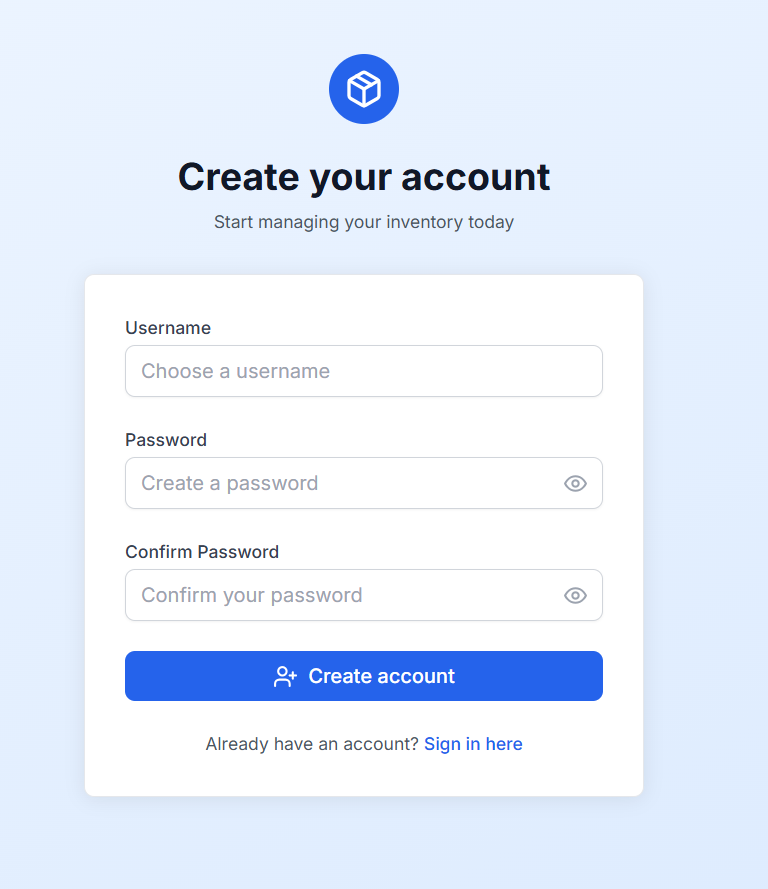 Create your account
Start managing your inventory today
Username
Choose a username
Password
Create a password
Confirm Password
Confirm your password
Create account
Already have an account? Sign in here